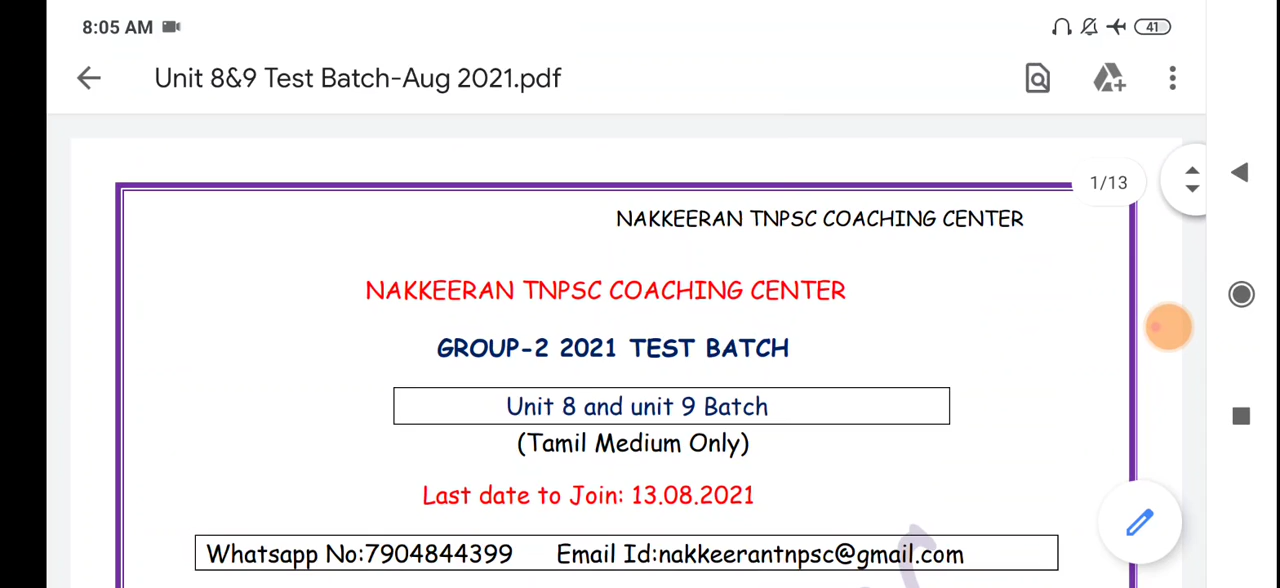 8:05 AM 41
Unit 8&9 Test Batch-Aug 2021.pdf
1/13
NAKKEERAN TNPSC COACHING CENTER
NAKKEERAN TNPSC COACHING CENTER
GROUP-2 2021 TEST BATCH
Unit 8 and unit 9 Batch
(Tamil Medium Only)
Last date to Join: 13.08.2021
Whatsapp No:7904844399 Email Id:nakkeerantnpsc@gmail.com